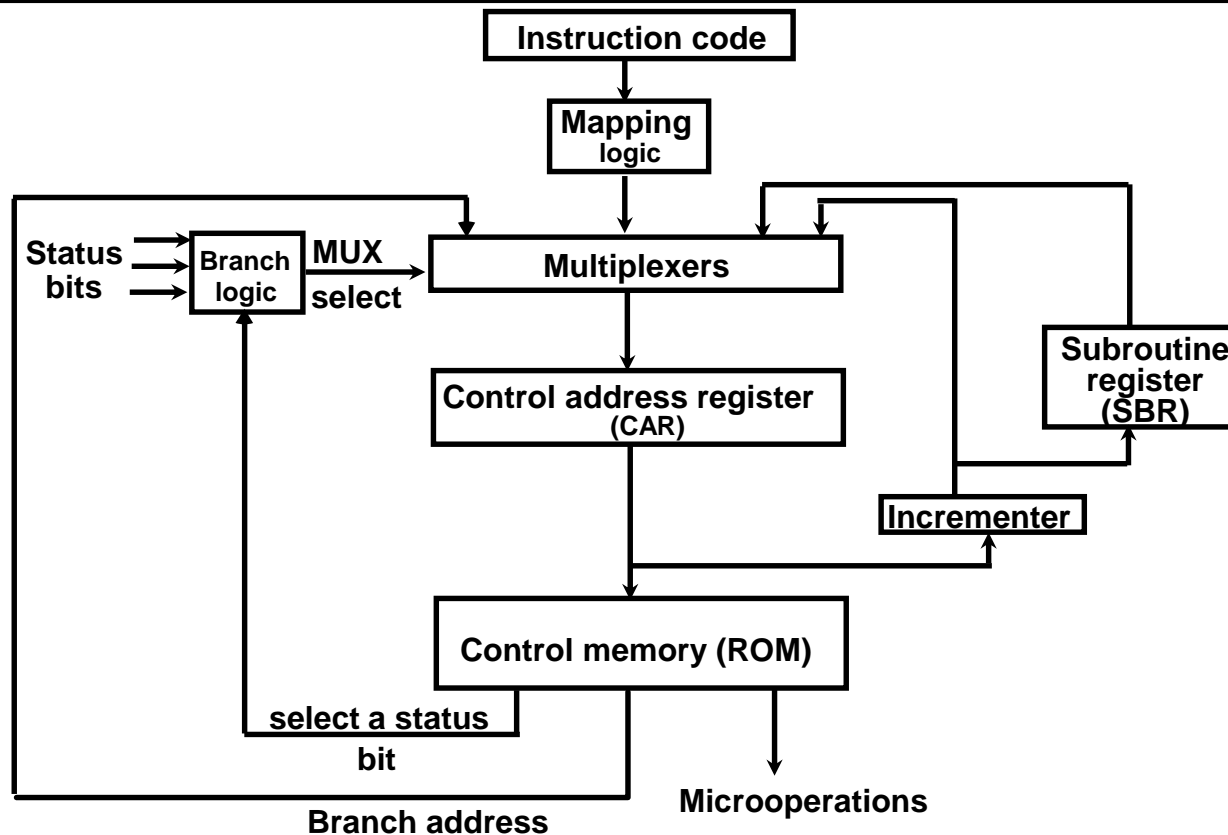 Instruction code
Mapping
logic
Status
bits
Branch
logic
MUX
select
Multiplexers
Subroutine
register
(SBR)
Control address register
(CAR)
Incrementer
Control memory (ROM)
select a status
bit
Microoperations
Branch address